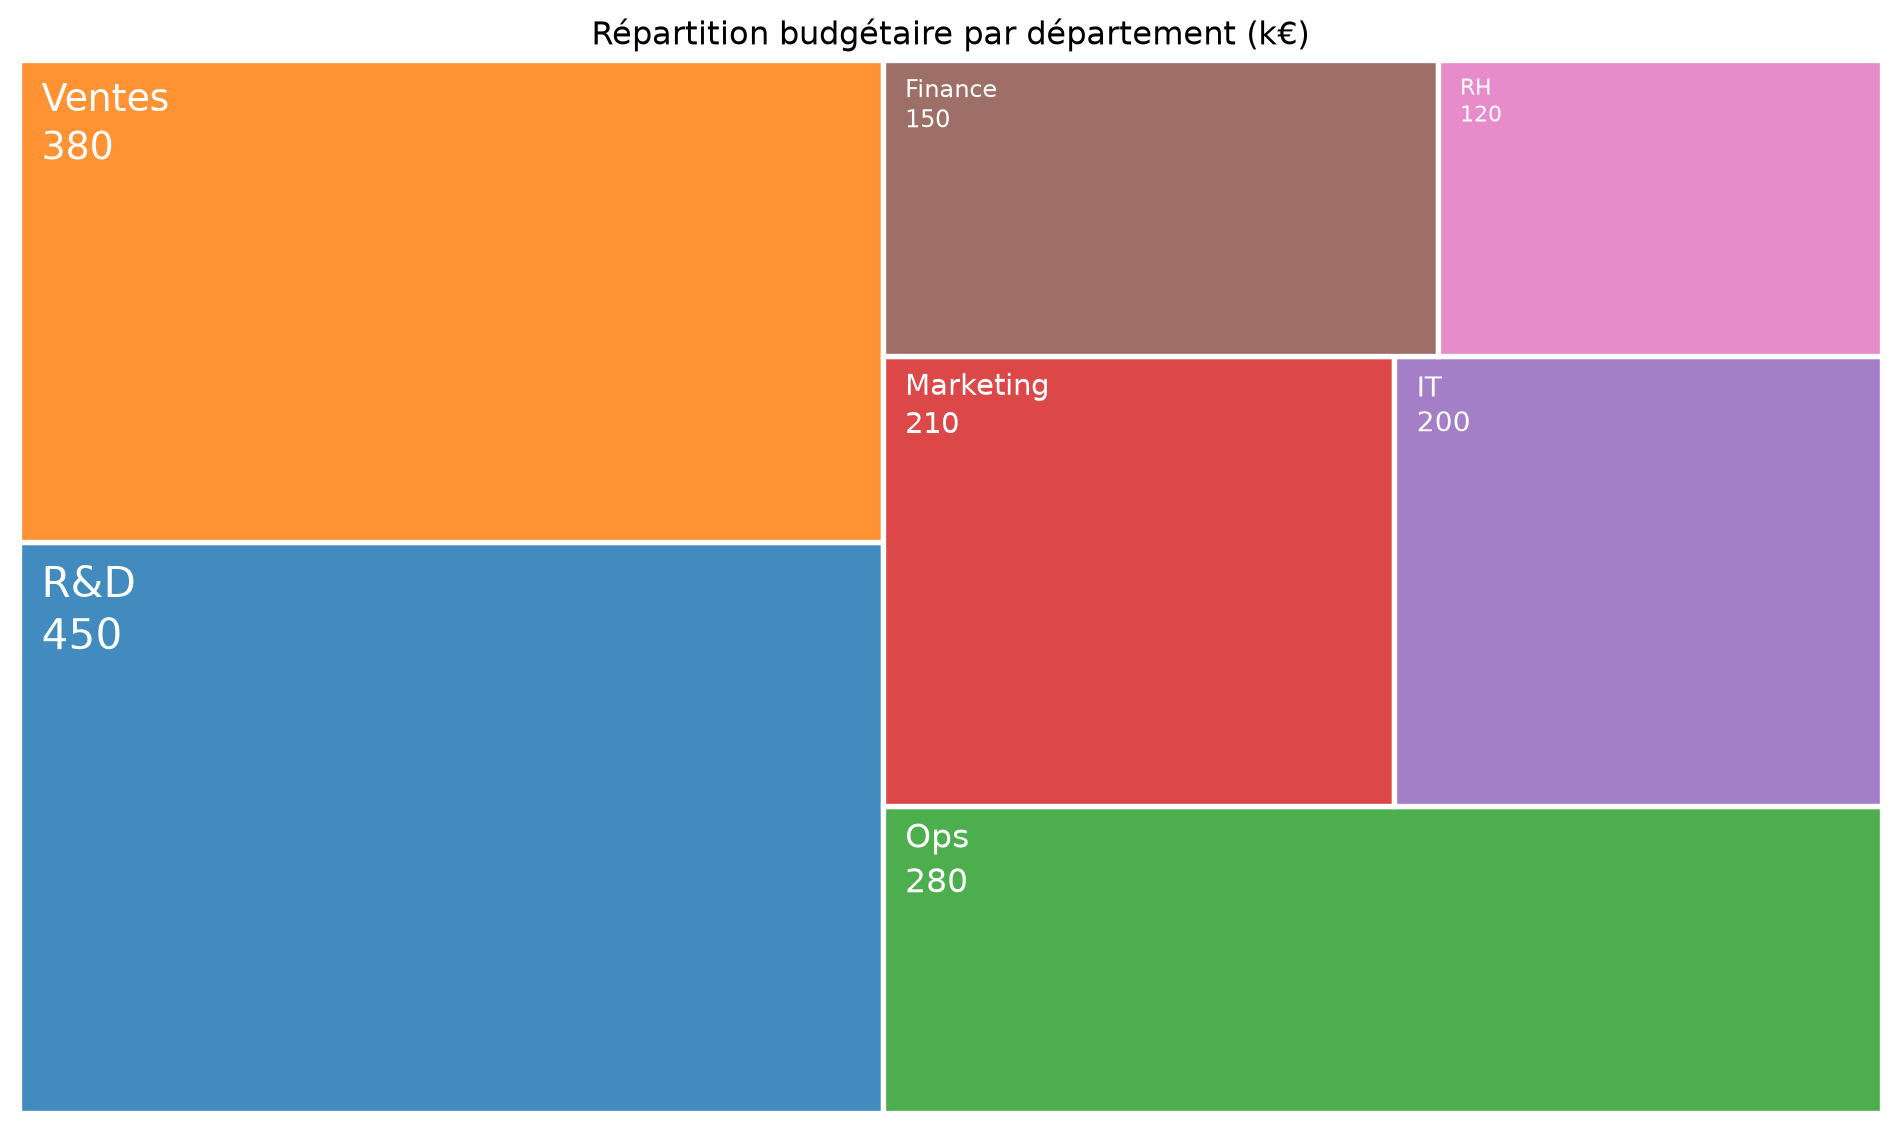 Répartition budgétaire par département (k€)
Ventes
380
R&D
450
Finance
150
RH
120
Marketing
210
IT
200
Ops
280